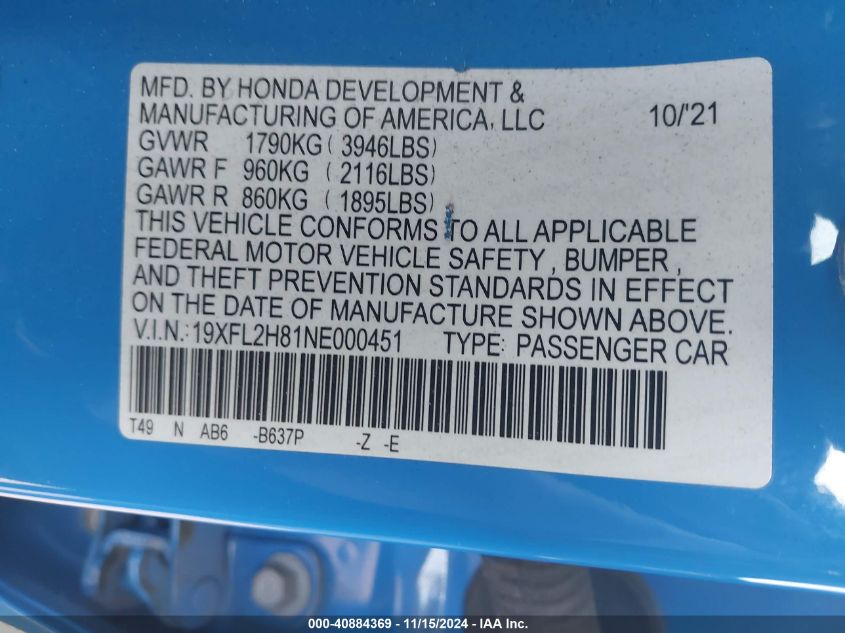 MFD. BY HONDA DEVELOPMENT &
MANUFACTURING OF AMERICA, LLC 10/'21
GVWR 1790KG ( 3946LBS)
GAWR F 960KG ( 2116LBS)
GAWR R 860KG ( 1895LBS)
THIS VEHICLE CONFORMS TO ALL APPLICABLE
FEDERAL MOTOR VEHICLE SAFETY, BUMPER,
AND THEFT PREVENTION STANDARDS IN EFFECT
ON THE DATE OF MANUFACTURE SHOWN ABOVE.
V.I.N.:19XFL2H81NE000451 TYPE: PASSENGER CAR
T49 N AB6 -B637P -Z -E
000-40884369 - 11/15/2024 - IAAI, Inc.